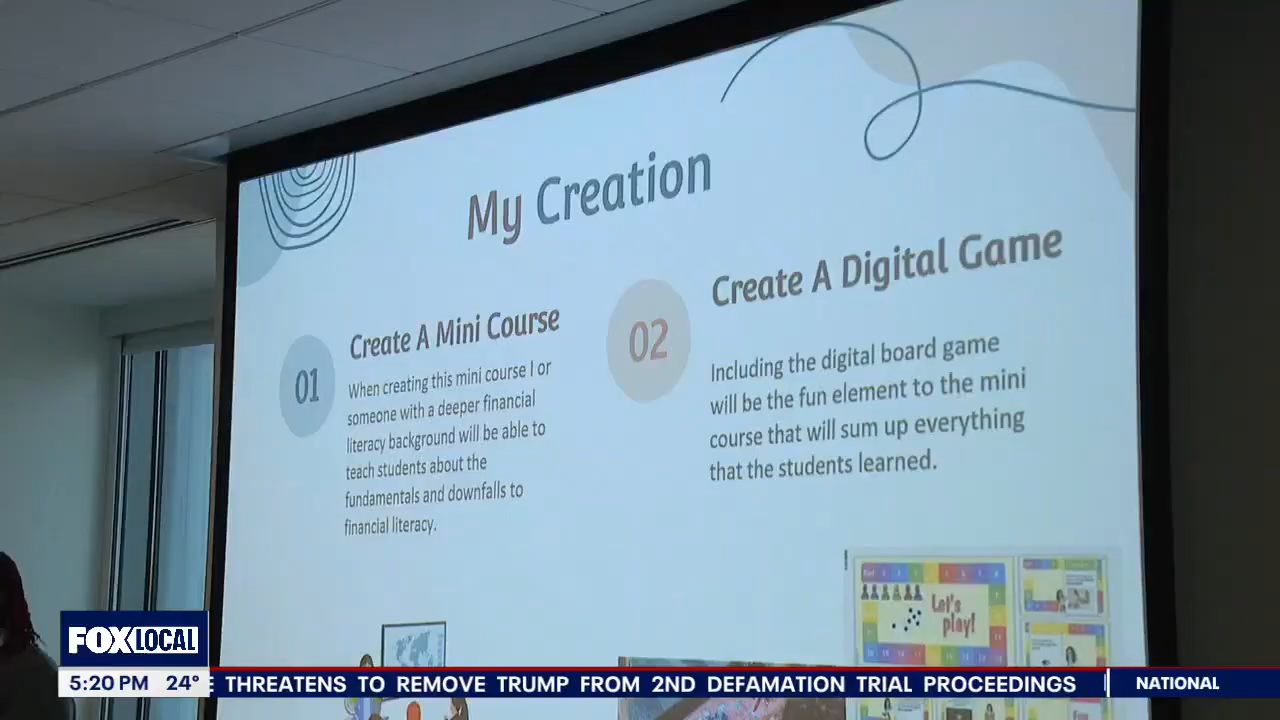 My Creation
01
Create A Mini Course
When creating this mini course I or
someone with a deeper financial
literacy background will be able to
teach students about the
fundamentals and downfalls to
financial literacy.
02
Create A Digital Game
Including the digital board game
will be the fun element to the mini
course that will sum up everything
that the students learned.
Let's
play!
FOX LOCAL
5:20 PM 24°
E THREATENS TO REMOVE TRUMP FROM 2ND DEFAMATION TRIAL PROCEEDINGS
NATIONAL